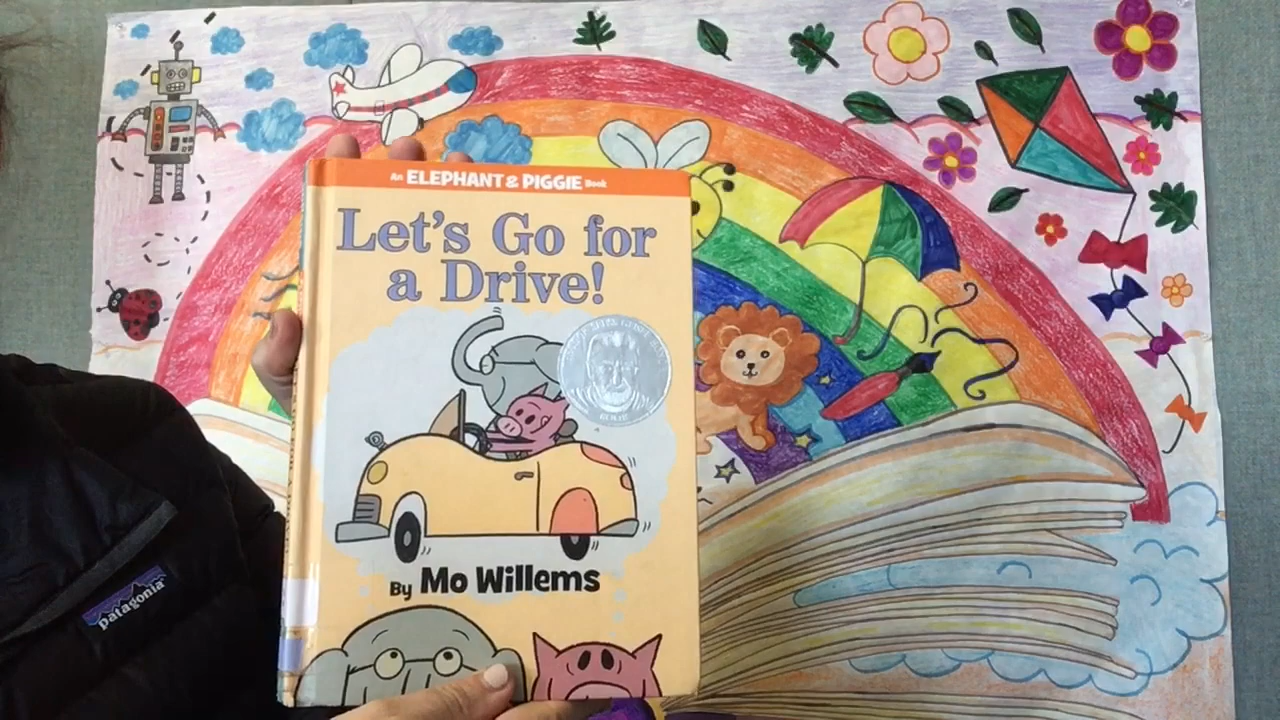 An ELEPHANT & PIGGIE Book
Let's Go for
a Drive!
By Mo Willems
patagonia